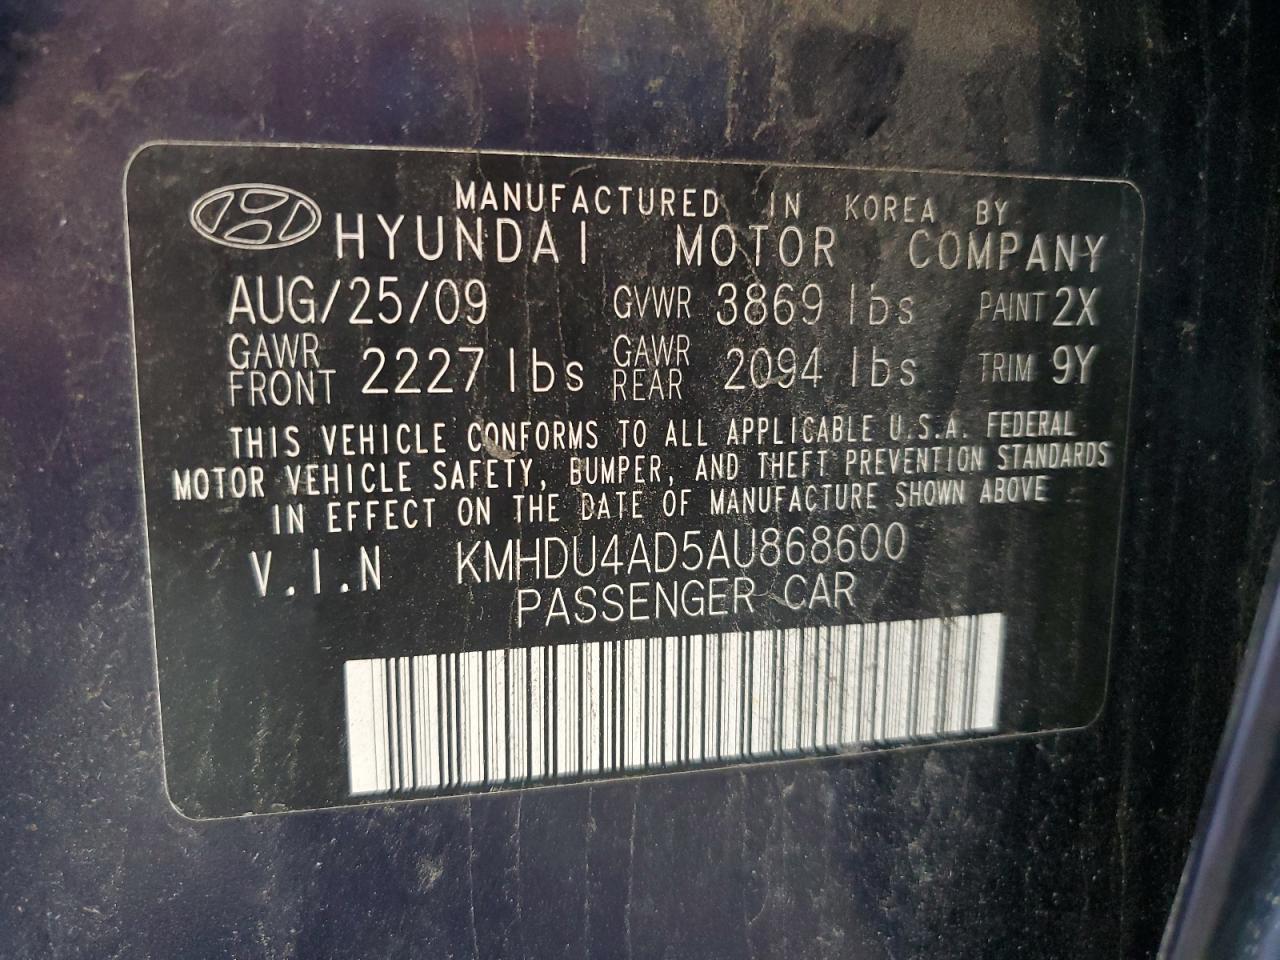 MANUFACTURED IN KOREA BY
HYUNDAI MOTOR COMPANY
AUG/25/09 GVWR 3869 lbs PAINT 2X
GAWR FRONT 2227 lbs GAWR REAR 2094 lbs TRIM 9Y
THIS VEHICLE CONFORMS TO ALL APPLICABLE U.S.A. FEDERAL
MOTOR VEHICLE SAFETY, BUMPER, AND THEFT PREVENTION STANDARDS
IN EFFECT ON THE DATE OF MANUFACTURE SHOWN ABOVE
V.I.N KMHDU4AD5AU868600
PASSENGER CAR